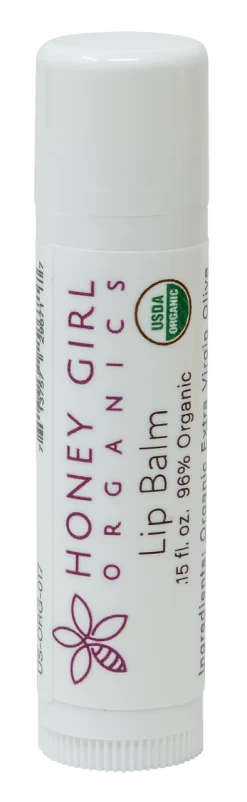 HONEY GIRL
ORGANICS
USDA
ORGANIC
Lip Balm
.15 fl. oz. 96% Organic
Ingredients: Organic Extra Virgin Olive
US-ORG-017